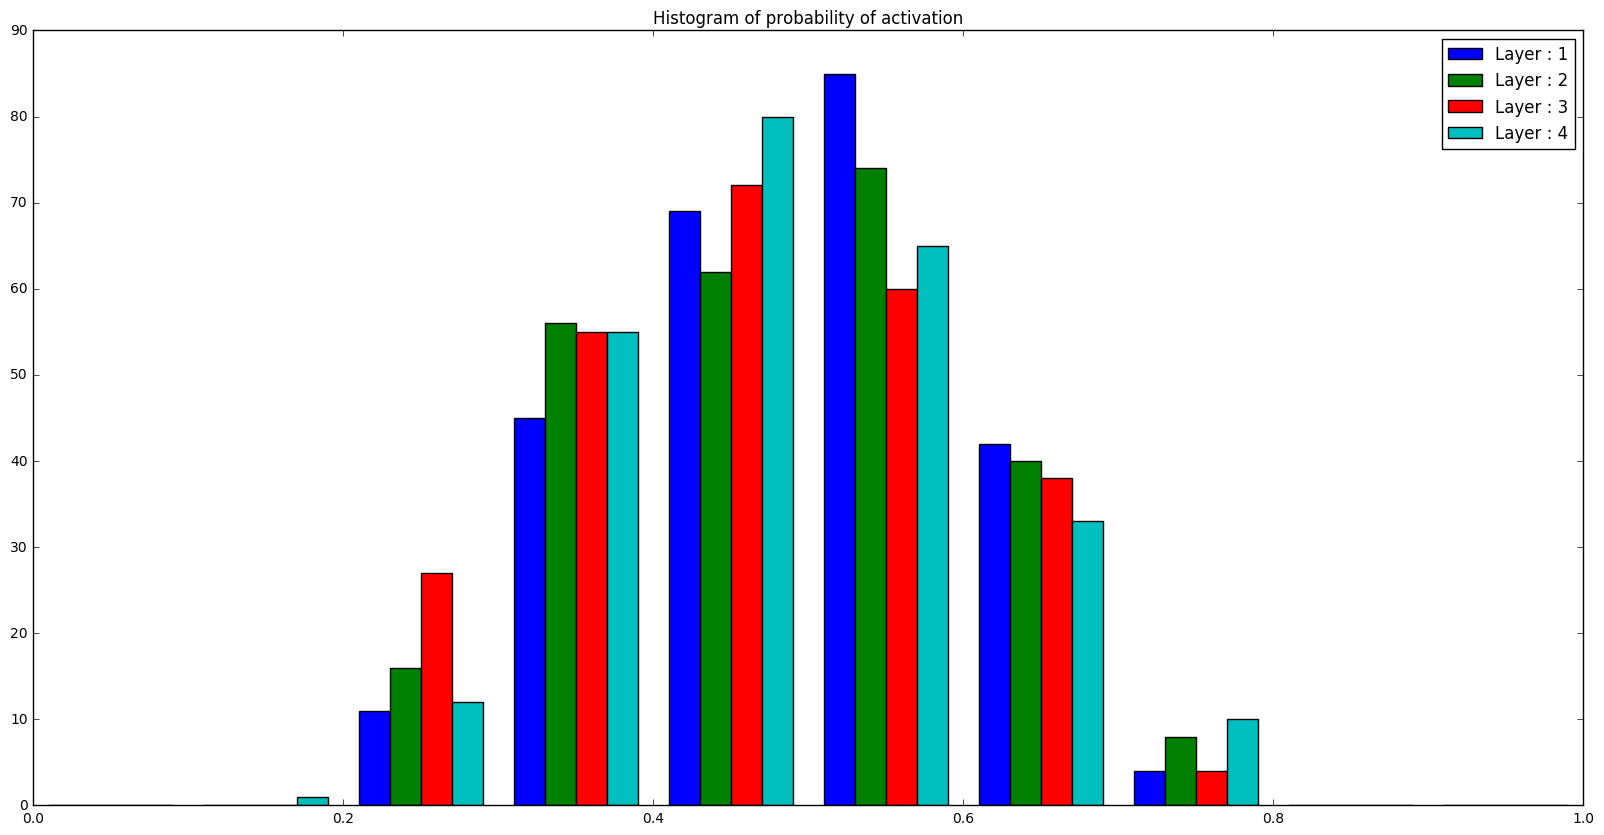 Histogram of probability of activation
90
80
70
60
50
40
30
20
10
0
0.0 0.2 0.4 0.6 0.8 1.0
Layer : 1
Layer : 2
Layer : 3
Layer : 4